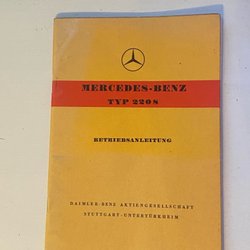 MERCEDES-BENZ
TYP 220S
BETRIEBSANLEITUNG
DAIMLER-BENZ AKTIENGESELLSCHAFT
STUTTGART-UNTERTÜRKHEIM